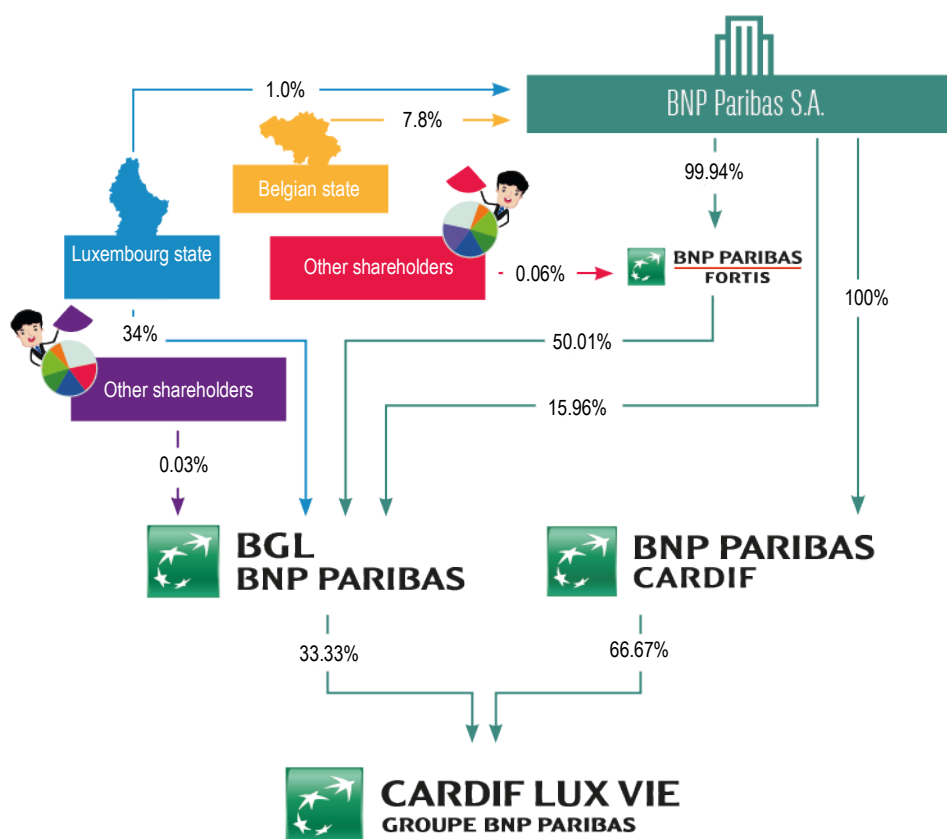 1.0%
BNP Paribas S.A.
7.8%
Belgian state
99.94%
Luxembourg state
Other shareholders
0.06%
BNP PARIBAS
FORTIS
100%
34%
50.01%
Other shareholders
15.96%
0.03%
BGL
BNP PARIBAS
BNP PARIBAS
CARDIF
33.33%
66.67%
CARDIF LUX VIE
GROUPE BNP PARIBAS